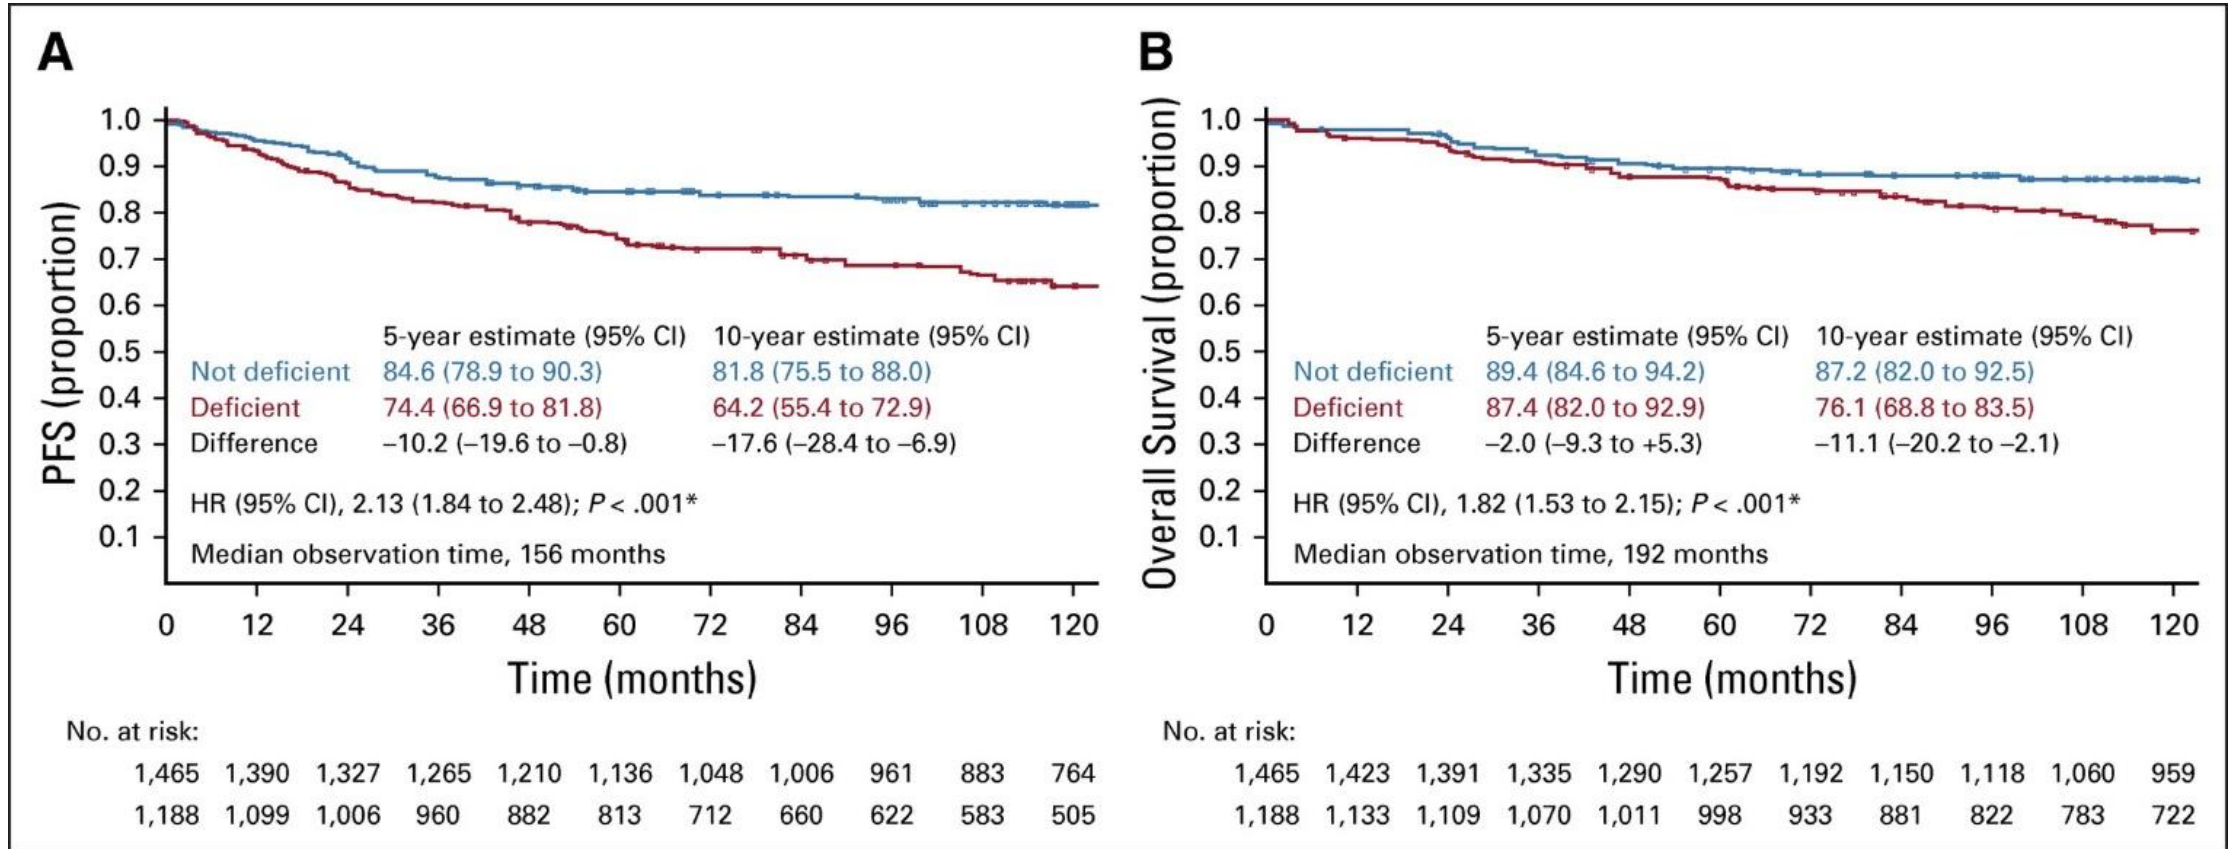 A
PFS (proportion)
1.0
0.9
0.8
0.7
0.6
0.5
0.4
0.3
0.2
0.1
5-year estimate (95% CI) 10-year estimate (95% CI)
Not deficient 84.6 (78.9 to 90.3) 81.8 (75.5 to 88.0)
Deficient 74.4 (66.9 to 81.8) 64.2 (55.4 to 72.9)
Difference –10.2 (–19.6 to –0.8) –17.6 (–28.4 to –6.9)
HR (95% CI), 2.13 (1.84 to 2.48); P < .001*
Median observation time, 156 months
0 12 24 36 48 60 72 84 96 108 120
Time (months)
No. at risk:
1,465 1,390 1,327 1,265 1,210 1,136 1,048 1,006 961 883 764
1,188 1,099 1,006 960 882 813 712 660 622 583 505
B
Overall Survival (proportion)
1.0
0.9
0.8
0.7
0.6
0.5
0.4
0.3
0.2
0.1
5-year estimate (95% CI) 10-year estimate (95% CI)
Not deficient 89.4 (84.6 to 94.2) 87.2 (82.0 to 92.5)
Deficient 87.4 (82.0 to 92.9) 76.1 (68.8 to 83.5)
Difference –2.0 (–9.3 to +5.3) –11.1 (–20.2 to –2.1)
HR (95% CI), 1.82 (1.53 to 2.15); P < .001*
Median observation time, 192 months
0 12 24 36 48 60 72 84 96 108 120
Time (months)
No. at risk:
1,465 1,423 1,391 1,335 1,290 1,257 1,192 1,150 1,118 1,060 959
1,188 1,133 1,109 1,070 1,011 998 933 881 822 783 722